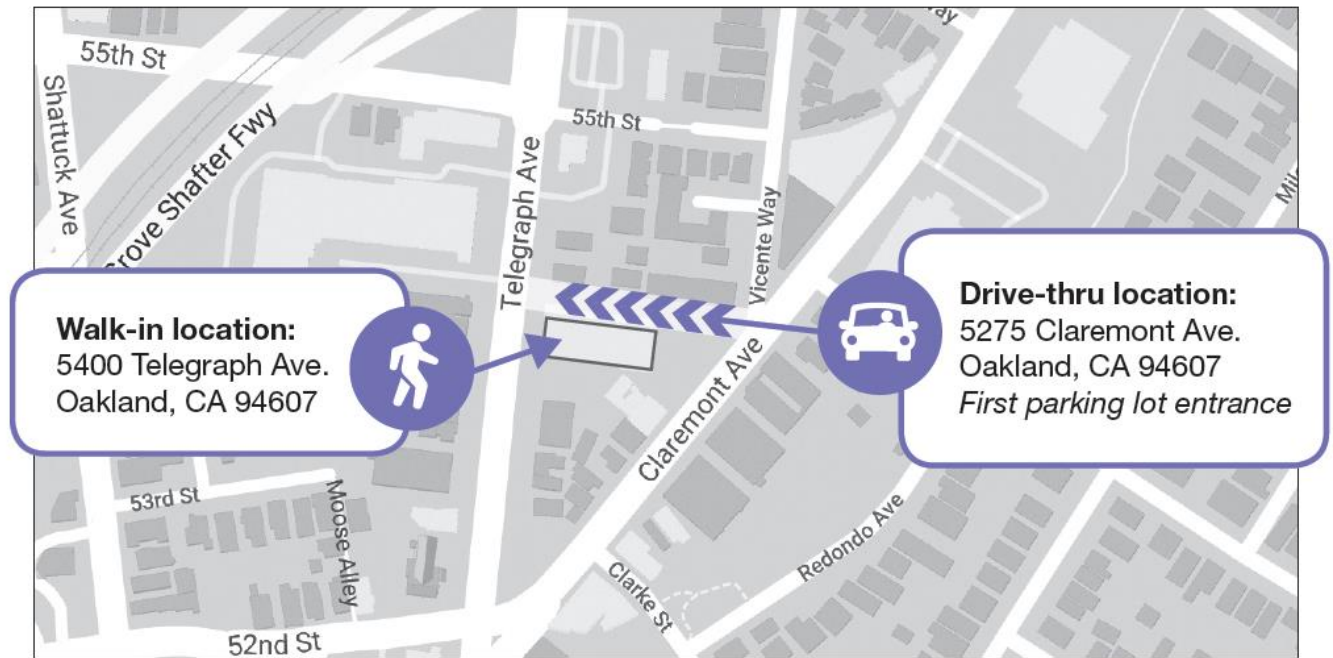 way
55th St
Shattuck Ave
Grove Shafter Fwy
55th St
Telegraph Ave
Vicente Way
Walk-in location:
5400 Telegraph Ave.
Oakland, CA 94607
Drive-thru location:
5275 Claremont Ave.
Oakland, CA 94607
First parking lot entrance
Claremont Ave
53rd St
Moose Alley
Redondo Ave
Clarke St
52nd St